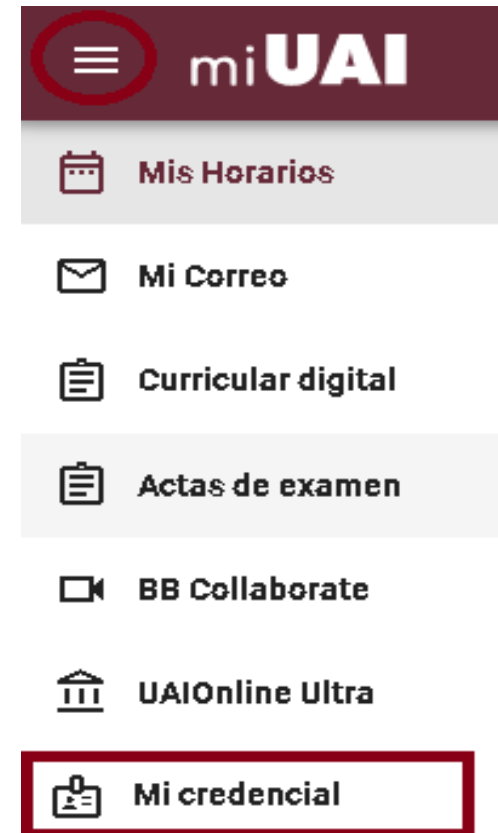 miUAI
Mis Horarios
Mi Correo
Curricular digital
Actas de examen
BB Collaborate
UAIOnline Ultra
Mi credencial